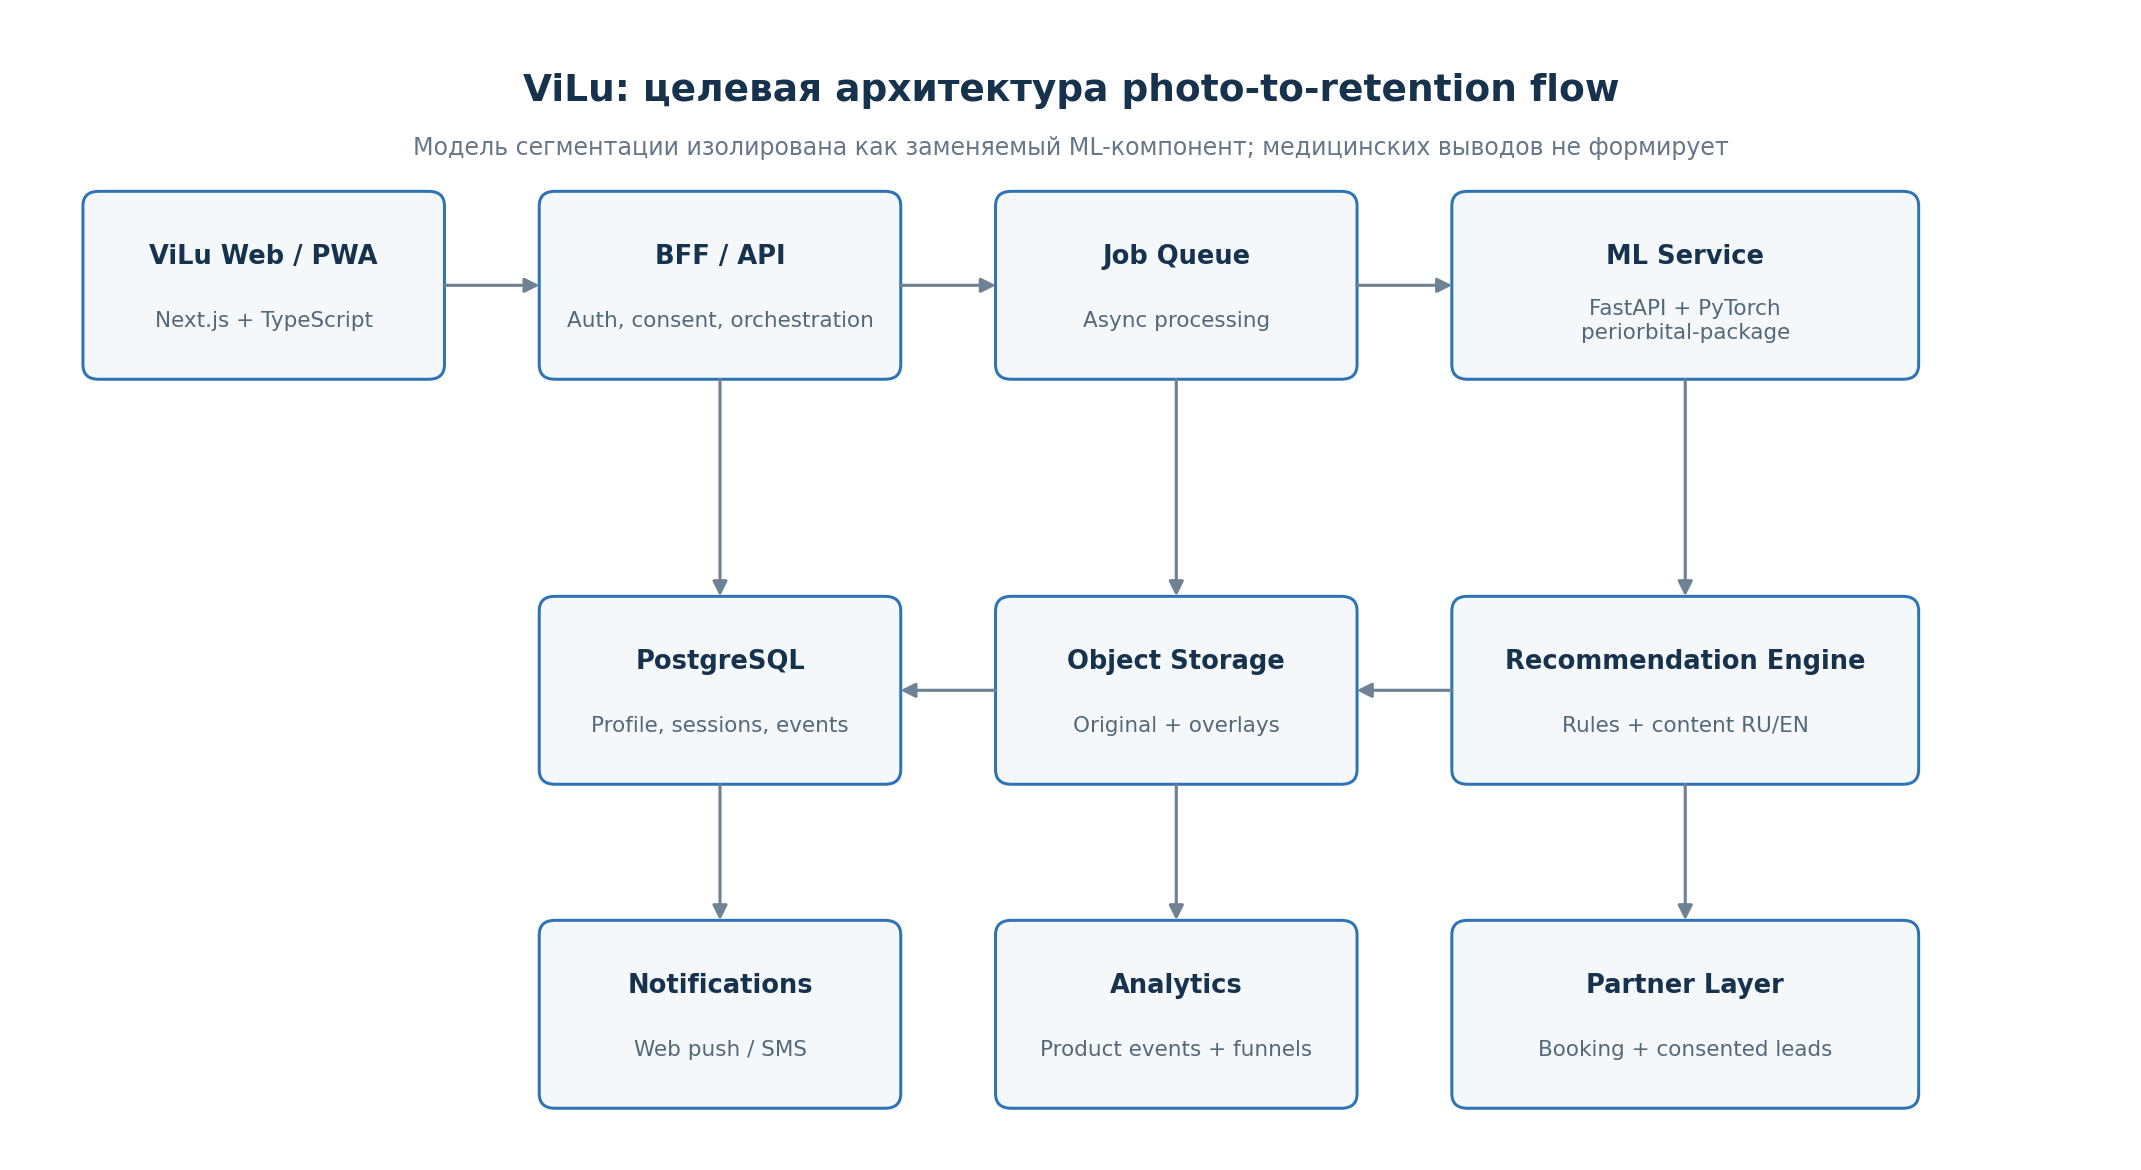 ViLu: целевая архитектура photo-to-retention flow
Модель сегментации изолирована как заменяемый ML-компонент; медицинских выводов не формирует
ViLu Web / PWA
Next.js + TypeScript
BFF / API
Auth, consent, orchestration
Job Queue
Async processing
ML Service
FastAPI + PyTorch
periorbital-package
PostgreSQL
Profile, sessions, events
Object Storage
Original + overlays
Recommendation Engine
Rules + content RU/EN
Notifications
Web push / SMS
Analytics
Product events + funnels
Partner Layer
Booking + consented leads